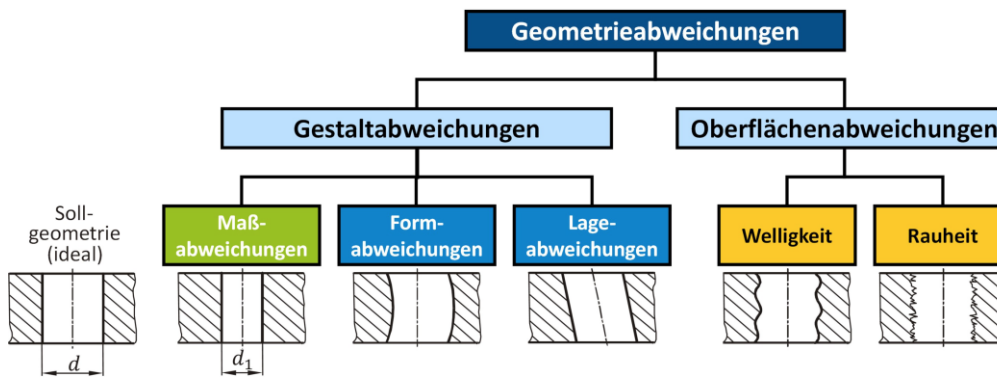 Geometrieabweichungen
Gestaltabweichungen
Oberflächenabweichungen
Soll-
geometrie
(ideal)
Maß-
abweichungen
Form-
abweichungen
Lage-
abweichungen
Welligkeit
Rauheit
d
d₁